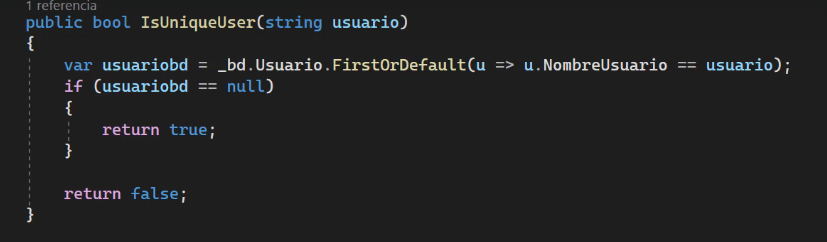 1 referencia
public bool IsUniqueUser(string usuario)
{
    var usuariobd = _bd.Usuario.FirstOrDefault(u => u.NombreUsuario == usuario);
    if (usuariobd == null)
    {
        return true;
    }

    return false;
}